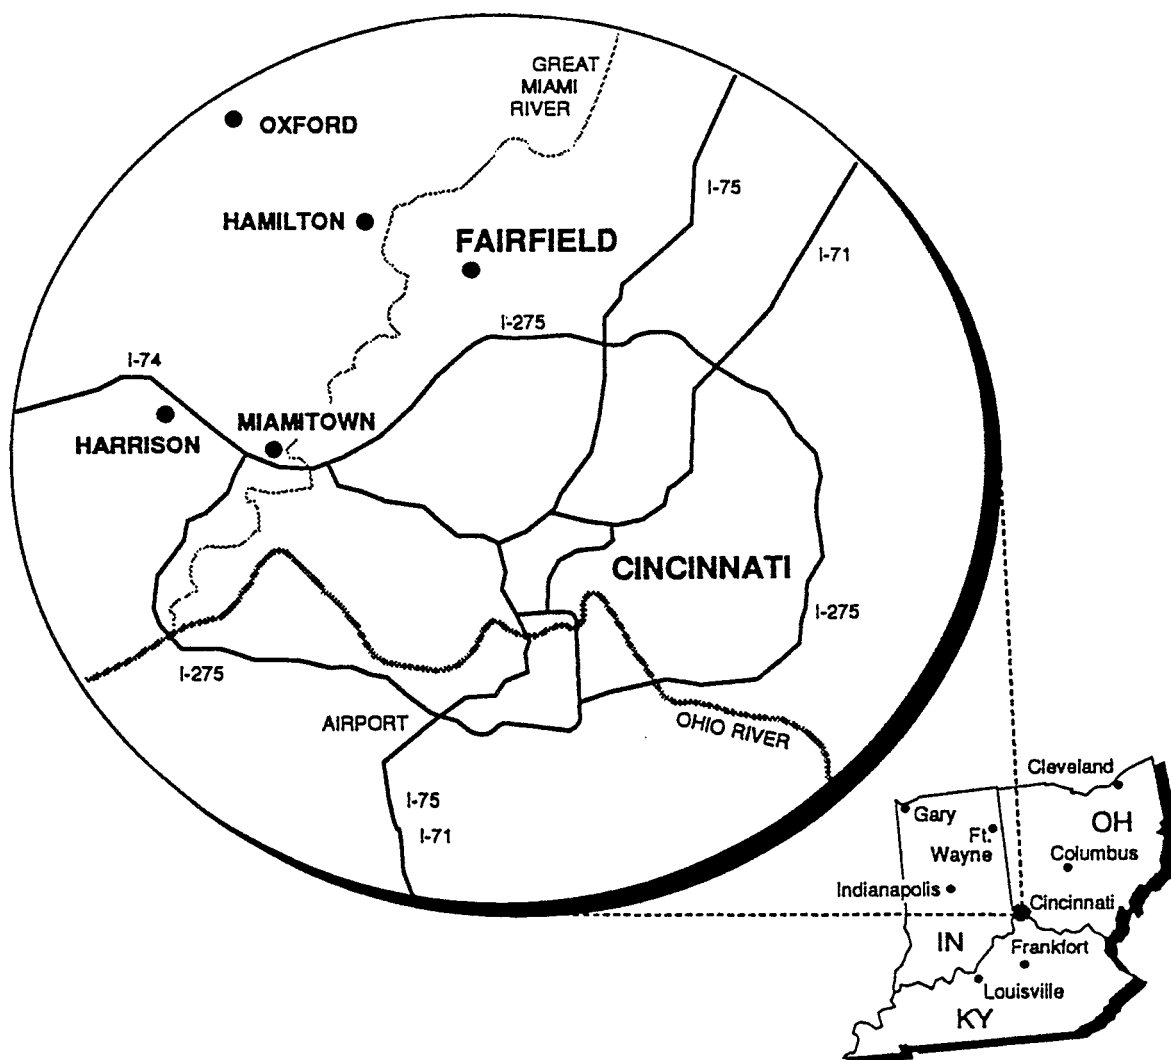 GREAT
MIAMI
RIVER
OXFORD
I-75
HAMILTON
FAIRFIELD
I-71
I-275
I-74
MIAMITOWN
HARRISON
CINCINNATI
I-275
I-275
AIRPORT
OHIO RIVER
I-75
I-71
Cleveland
Gary
OH
Ft.
Wayne
Columbus
Indianapolis
Cincinnati
IN
Frankfort
Louisville
KY